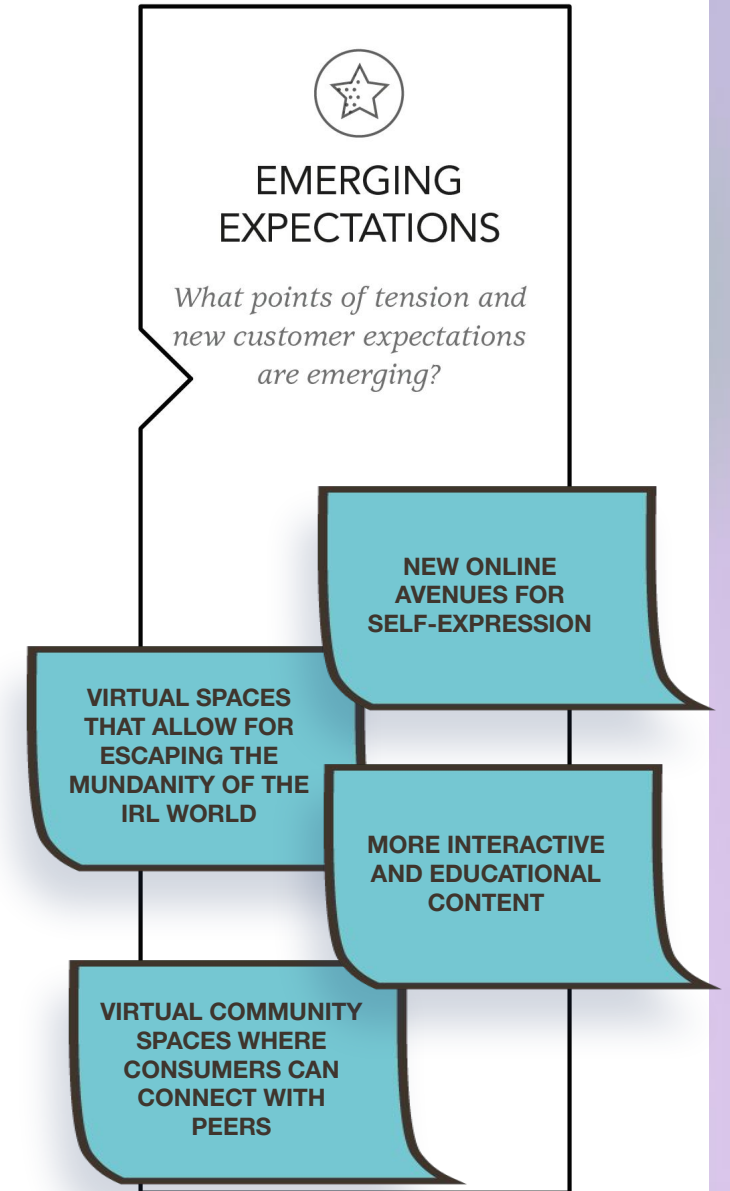 EMERGING
EXPECTATIONS
What points of tension and
new customer expectations
are emerging?
NEW ONLINE
AVENUES FOR
SELF-EXPRESSION
VIRTUAL SPACES
THAT ALLOW FOR
ESCAPING THE
MUNDANITY OF THE
IRL WORLD
MORE INTERACTIVE
AND EDUCATIONAL
CONTENT
VIRTUAL COMMUNITY
SPACES WHERE
CONSUMERS CAN
CONNECT WITH
PEERS